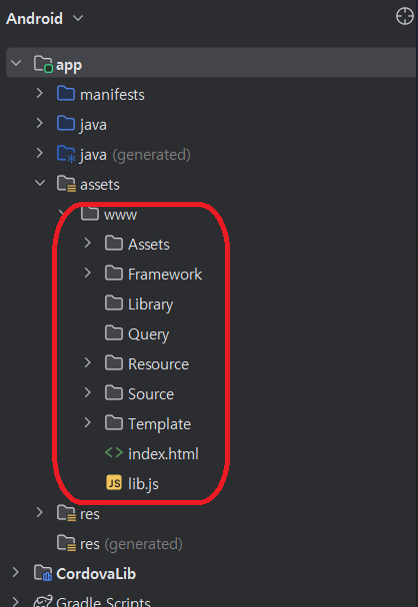 Android
app
manifests
java
java (generated)
assets
www
Assets
Framework
Library
Query
Resource
Source
Template
<> index.html
JS lib.js
res
res (generated)
CordovaLib
Gradle Scripts